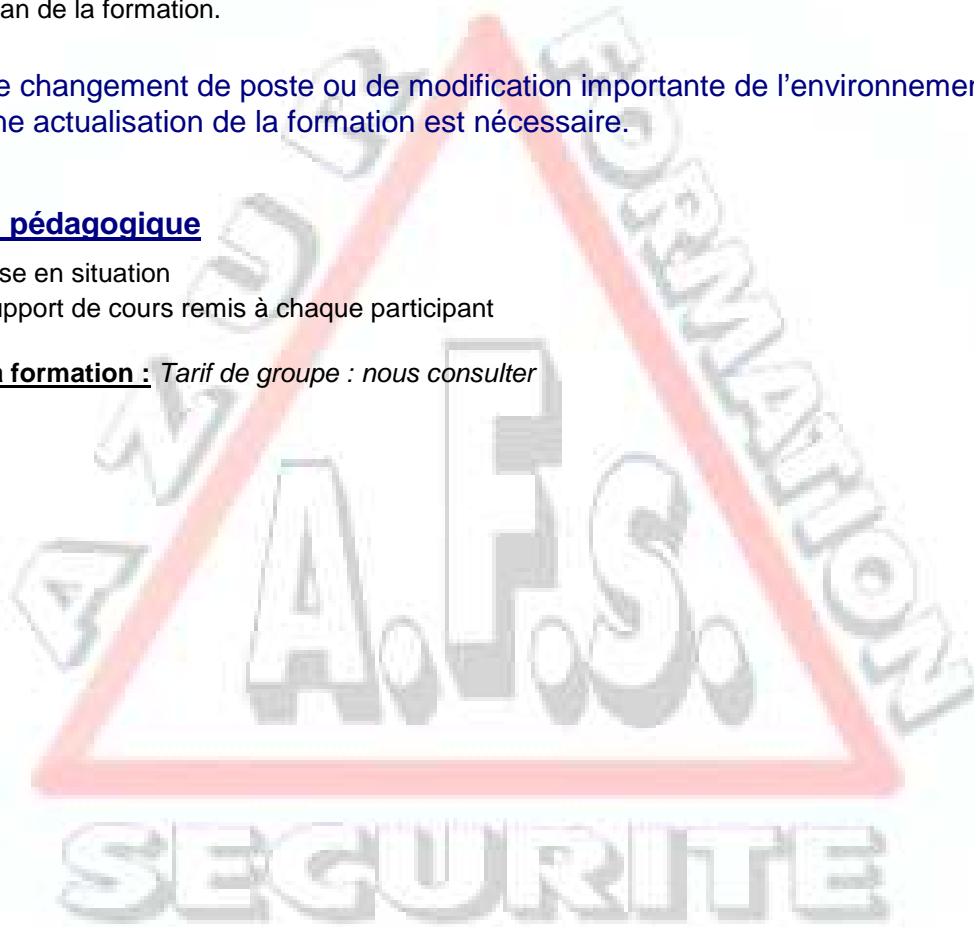 an de la formation.
e changement de poste ou de modification importante de l'environnemen
ne actualisation de la formation est nécessaire.
pédagogique
se en situation
pport de cours remis à chaque participant
formation : Tarif de groupe : nous consulter
AZUR
FORMATION
A.F.S.
SECURITE